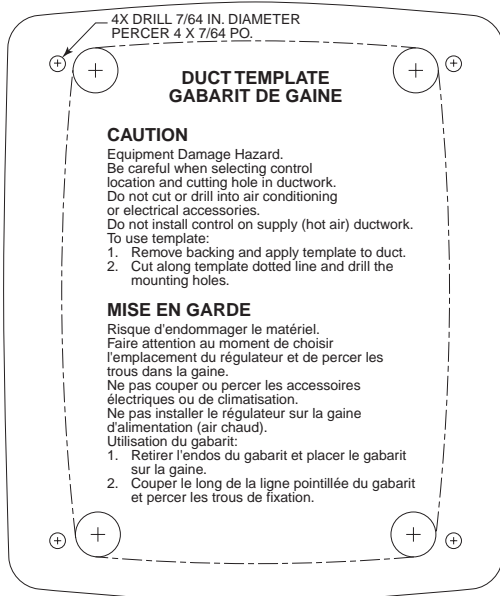 4X DRILL 7/64 IN. DIAMETER
PERCER 4 X 7/64 PO.
DUCT TEMPLATE
GABARIT DE GAINE
CAUTION
Equipment Damage Hazard.
Be careful when selecting control
location and cutting hole in ductwork.
Do not cut or drill into air conditioning
or electrical accessories.
Do not install control on supply (hot air) ductwork.
To use template:
1. Remove backing and apply template to duct.
2. Cut along template dotted line and drill the
mounting holes.
MISE EN GARDE
Risque d'endommager le matériel.
Faire attention au moment de choisir
l'emplacement du régulateur et de percer les
trous dans la gaine.
Ne pas couper ou percer les accessoires
électriques ou de climatisation.
Ne pas installer le régulateur sur la gaine
d'alimentation (air chaud).
Utilisation du gabarit:
1. Retirer l'endos du gabarit et placer le gabarit
sur la gaine.
2. Couper le long de la ligne pointillée du gabarit
et percer les trous de fixation.